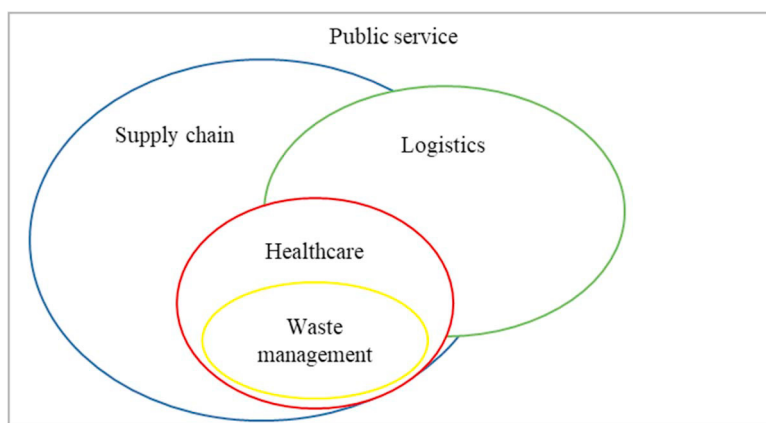 Public service
Supply chain
Logistics
Healthcare
Waste
management